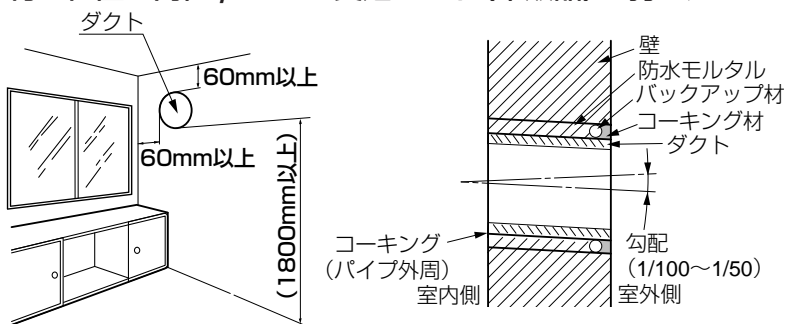 ダクト
60mm以上
60mm以上
(1800mm以上)
壁
防水モルタル
バックアップ材
コーキング材
ダクト
コーキング
（パイプ外周）
室内側
勾配
（1/100～1/50）
室外側